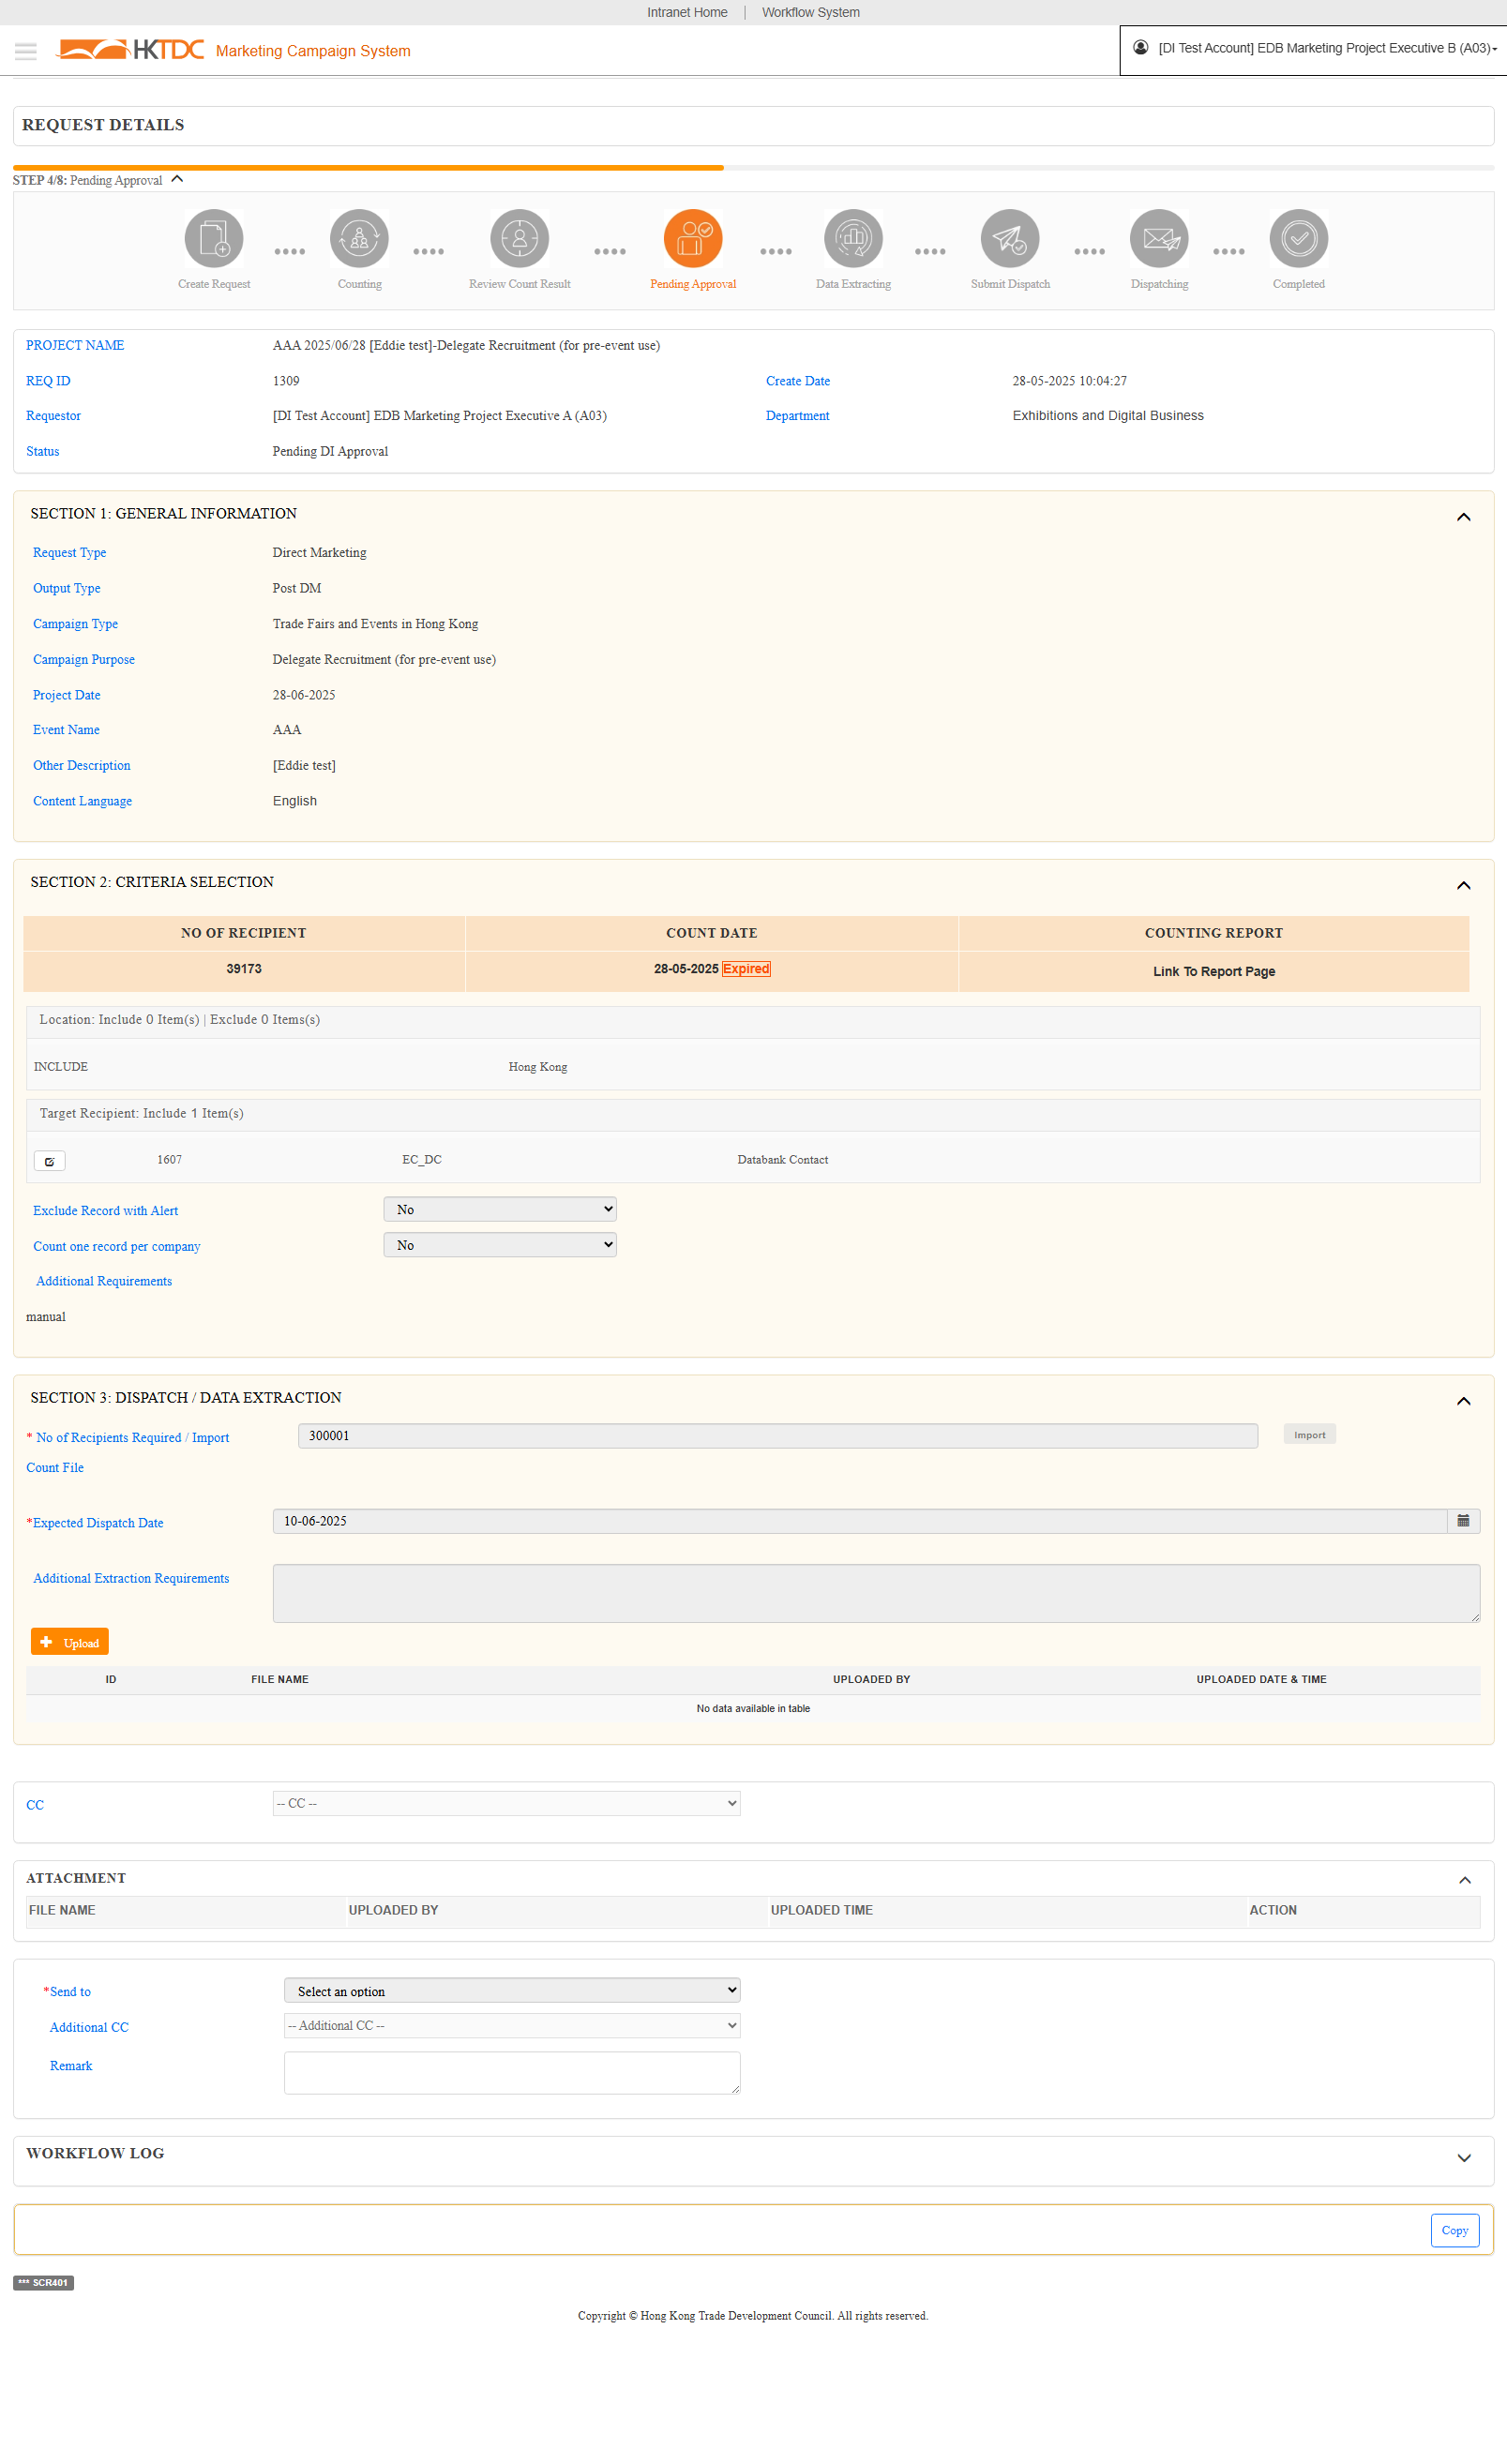 Intranet Home | Workflow System
HKTDC Marketing Campaign System
[DI Test Account] EDB Marketing Project Executive B (A03)
REQUEST DETAILS
STEP 4/8: Pending Approval
Create Request Counting Review Count Result Pending Approval Data Extracting Submit Dispatch Dispatching Completed
PROJECT NAME AAA 2025/06/28 [Eddie test]-Delegate Recruitment (for pre-event use)
REQ ID 1309 Create Date 28-05-2025 10:04:27
Requestor [DI Test Account] EDB Marketing Project Executive A (A03) Department Exhibitions and Digital Business
Status Pending DI Approval
SECTION 1: GENERAL INFORMATION
Request Type Direct Marketing
Output Type Post DM
Campaign Type Trade Fairs and Events in Hong Kong
Campaign Purpose Delegate Recruitment (for pre-event use)
Project Date 28-06-2025
Event Name AAA
Other Description [Eddie test]
Content Language English
SECTION 2: CRITERIA SELECTION
NO OF RECIPIENT COUNT DATE COUNTING REPORT
39173 28-05-2025 Expired Link To Report Page
Location: Include 0 Item(s) | Exclude 0 Items(s)
INCLUDE Hong Kong
Target Recipient: Include 1 Item(s)
1607 EC_DC Databank Contact
Exclude Record with Alert No
Count one record per company No
Additional Requirements
manual
SECTION 3: DISPATCH / DATA EXTRACTION
* No of Recipients Required / Import 300001 Import
Count File
*Expected Dispatch Date 10-06-2025
Additional Extraction Requirements
Upload
ID FILE NAME UPLOADED BY UPLOADED DATE & TIME
No data available in table
CC -- CC --
ATTACHMENT
FILE NAME UPLOADED BY UPLOADED TIME ACTION
*Send to Select an option
Additional CC -- Additional CC --
Remark
WORKFLOW LOG
Copy
*** SCR401
Copyright © Hong Kong Trade Development Council. All rights reserved.